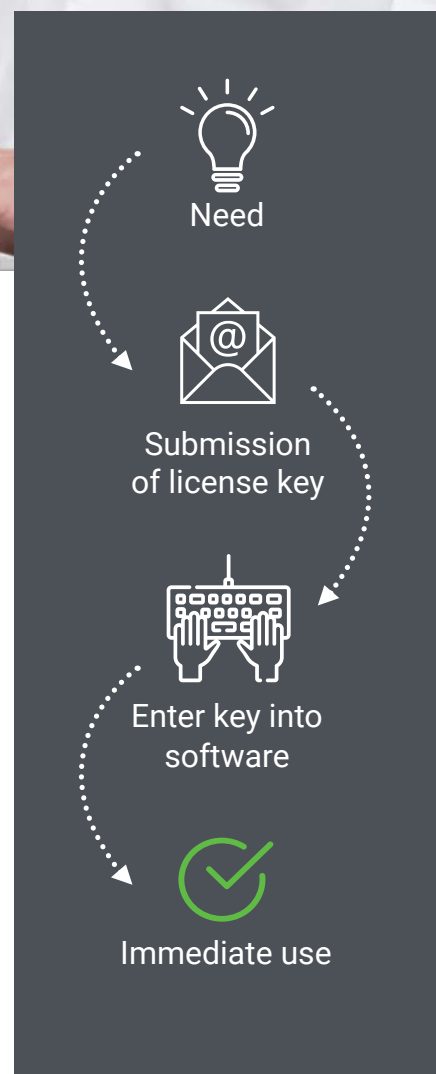 Need
@
Submission
of license key
Enter key into
software
Immediate use